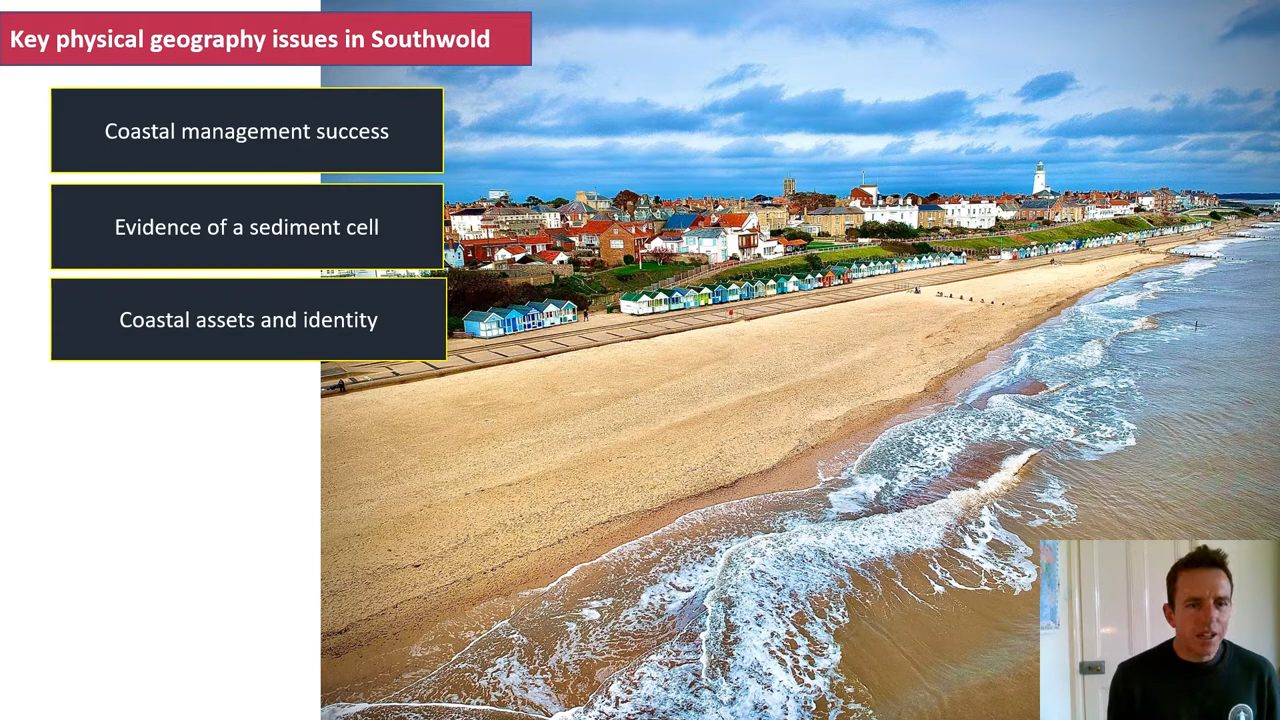 Key physical geography issues in Southwold
Coastal management success
Evidence of a sediment cell
Coastal assets and identity